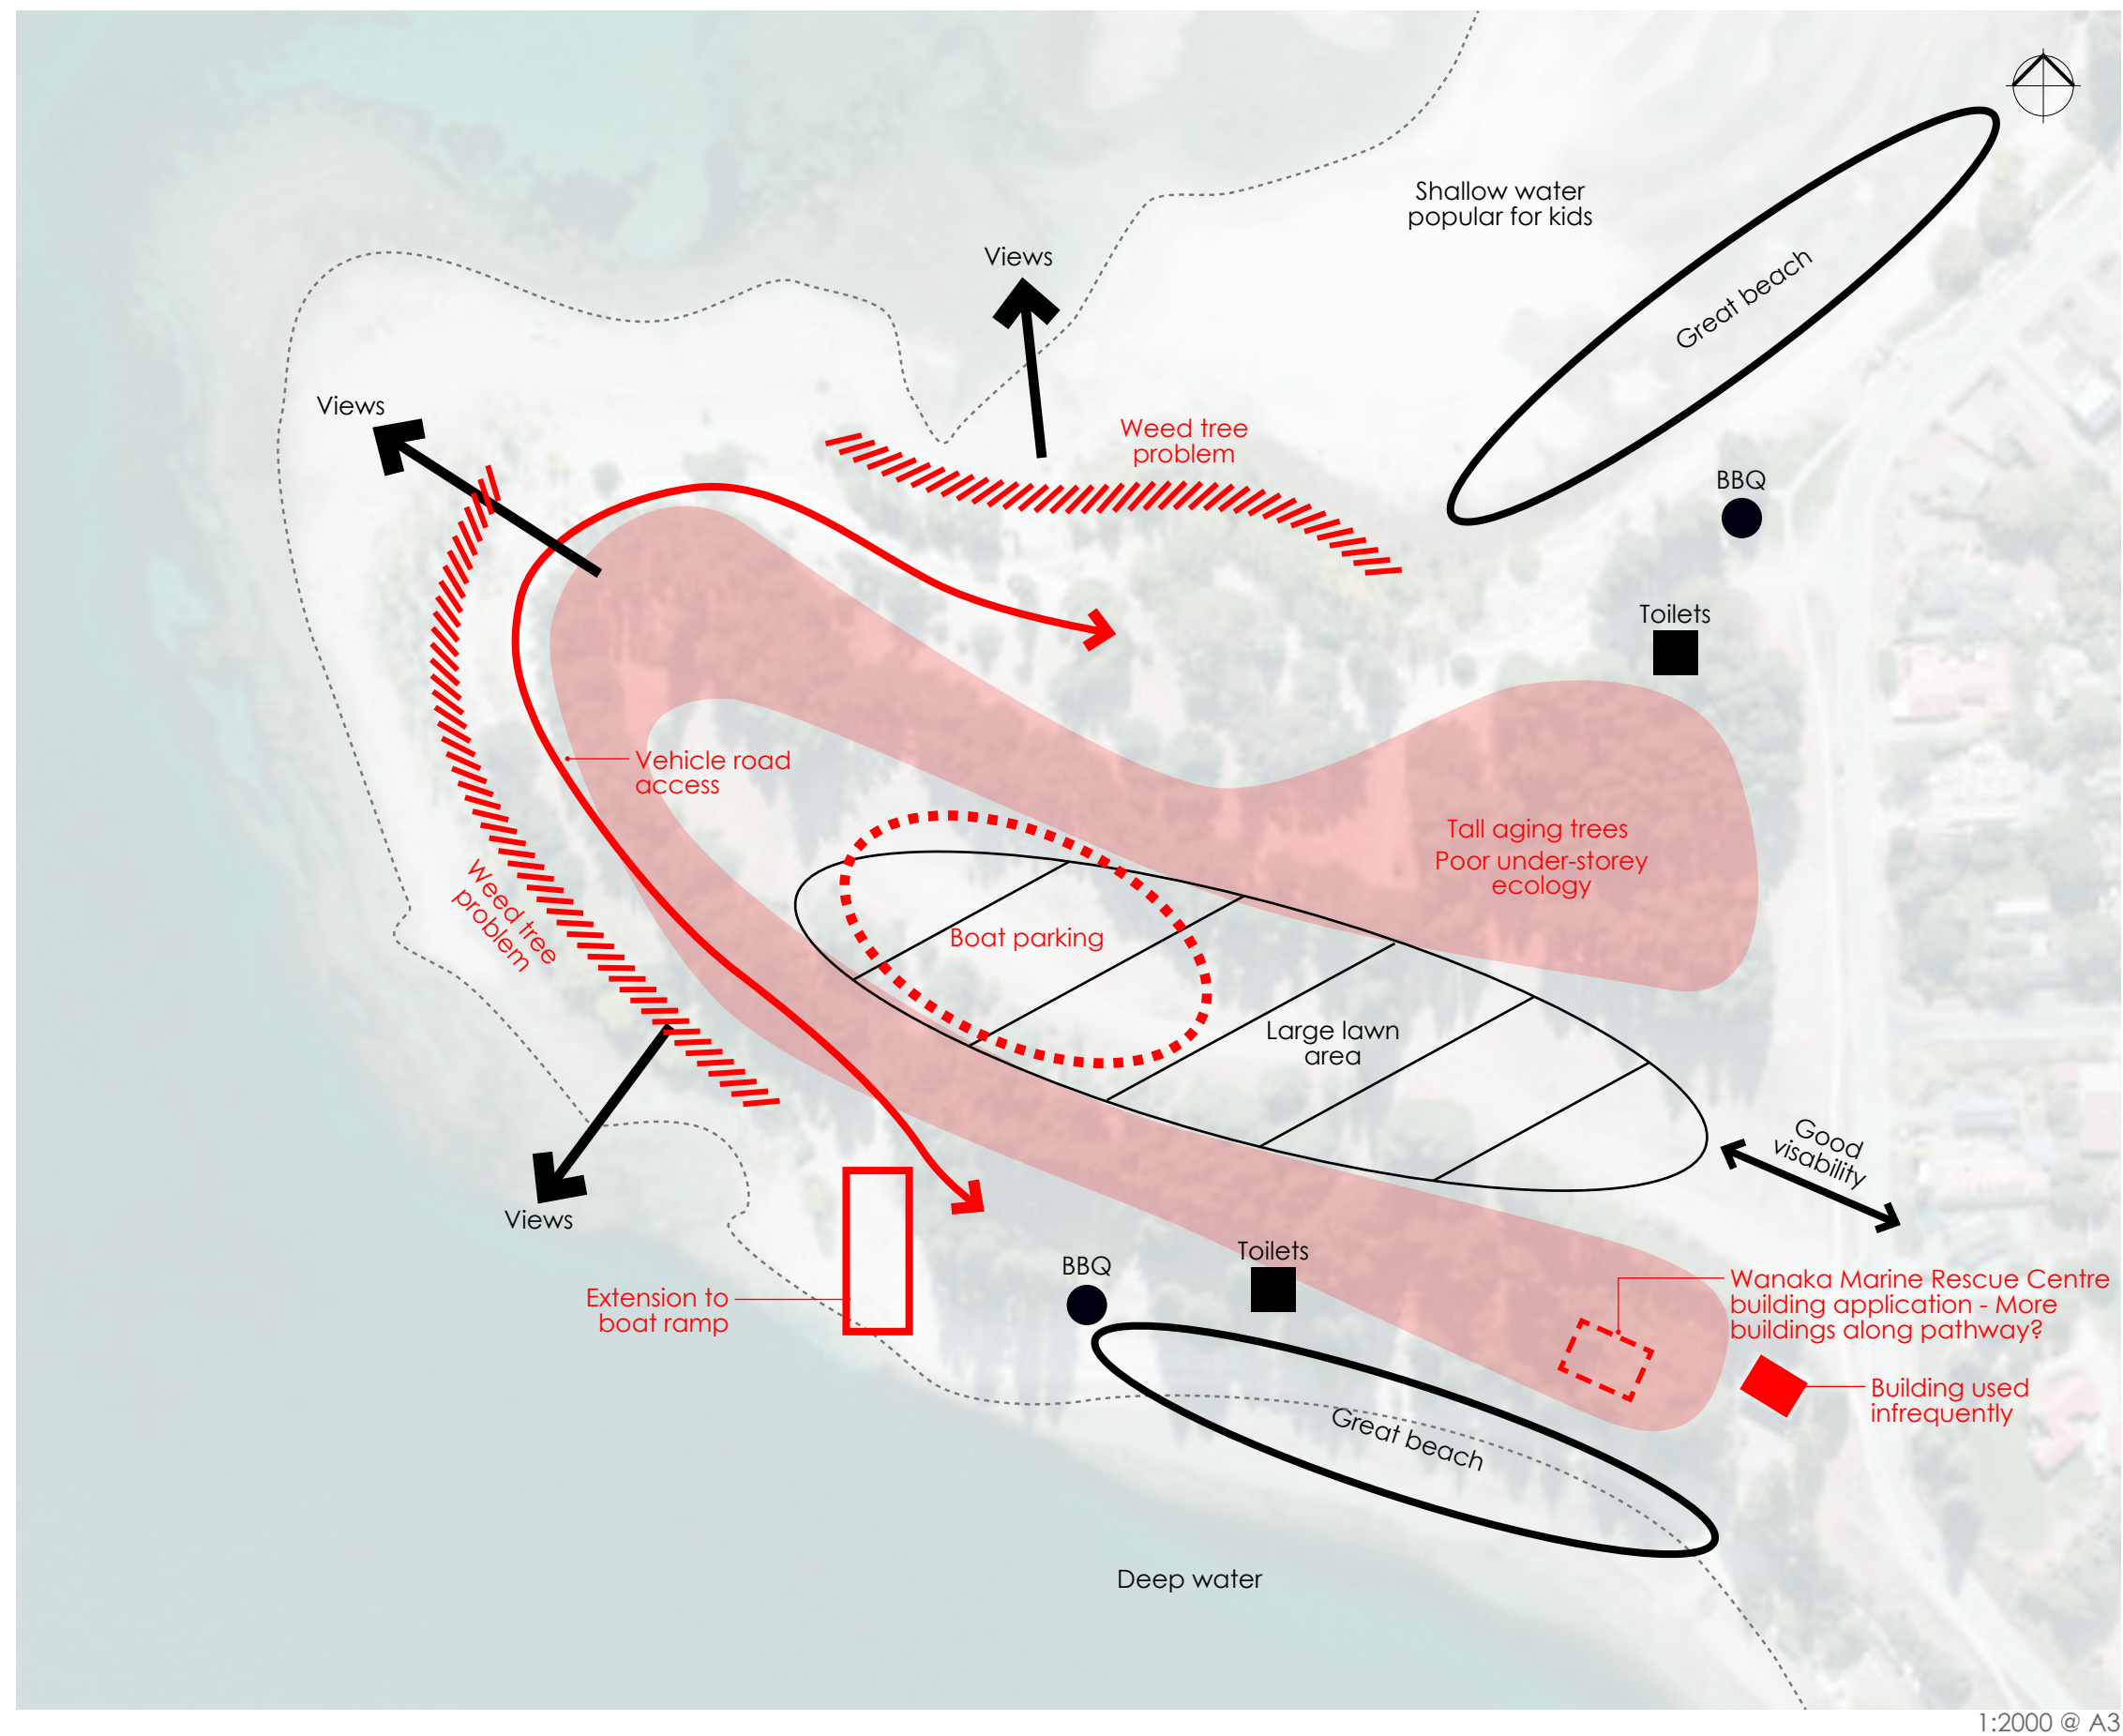 Shallow water
popular for kids
Views
Great beach
Views
Weed tree
problem
BBQ
Toilets
Vehicle road
access
Tall aging trees
Poor under-storey
ecology
Weed tree
problem
Boat parking
Large lawn
area
Good
visability
Views
Toilets
BBQ
Extension to
boat ramp
Wanaka Marine Rescue Centre
building application - More
buildings along pathway?
Building used
infrequently
Great beach
Deep water
1:2000 @ A3